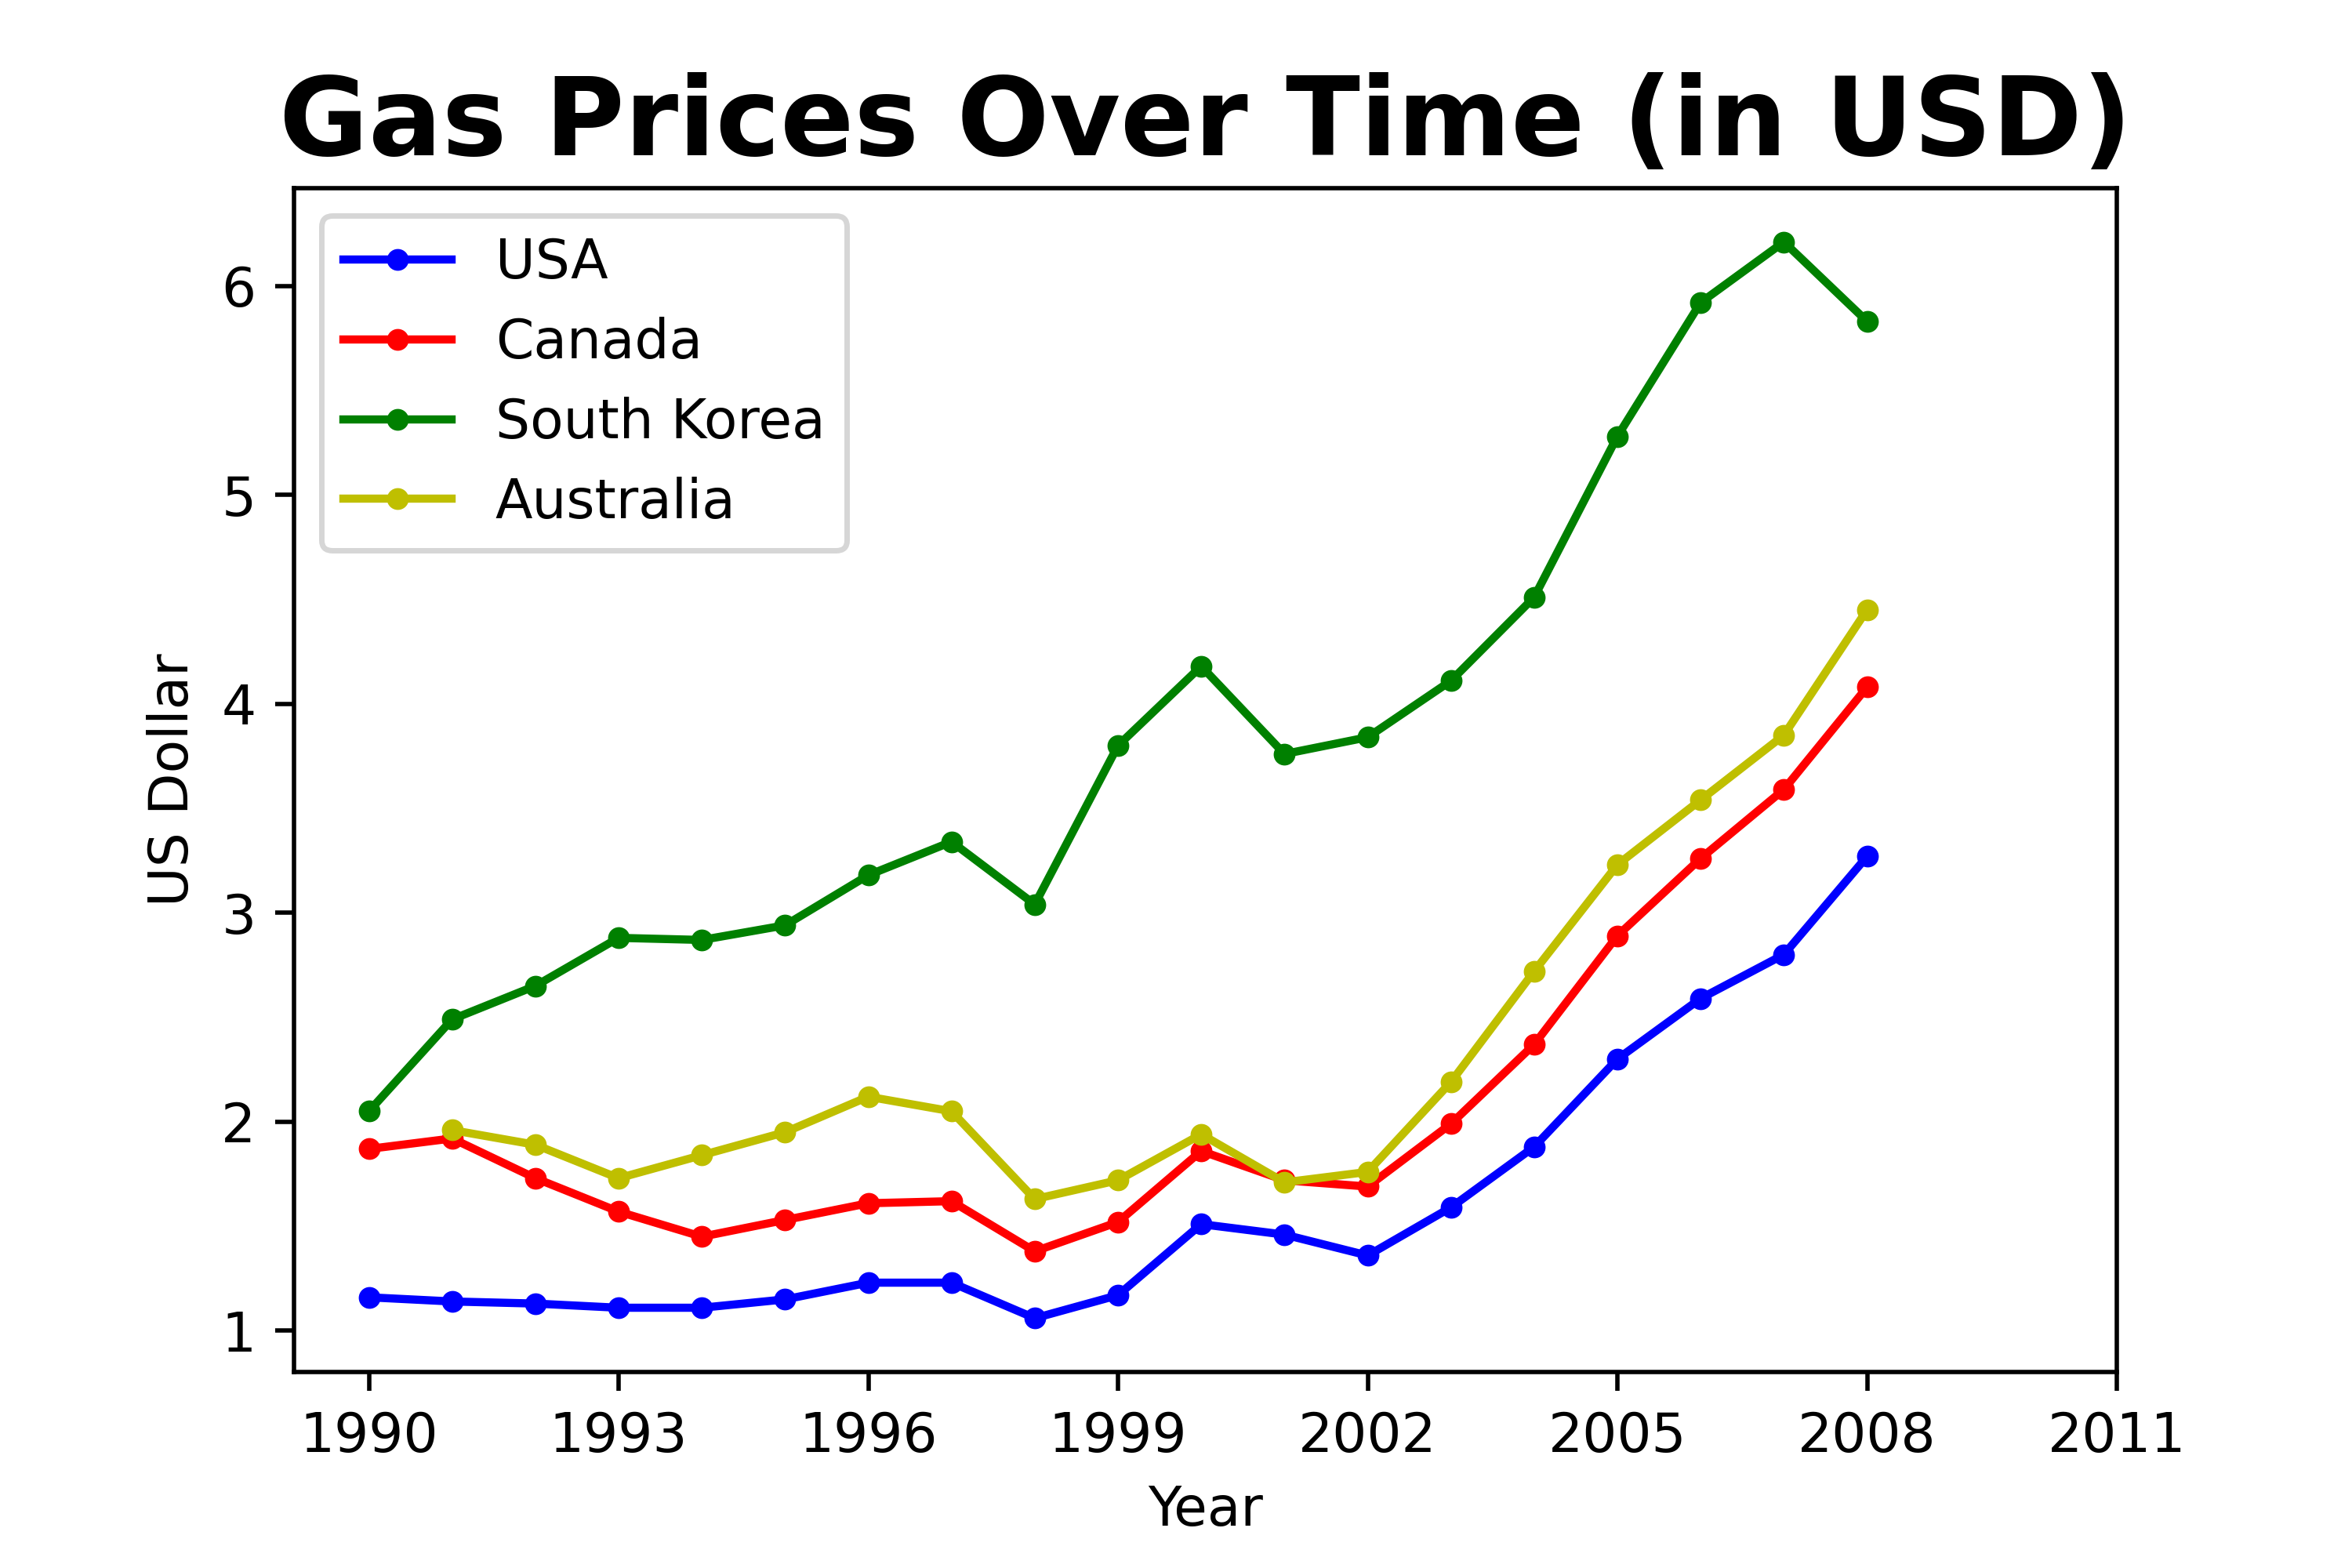 Gas Prices Over Time (in USD)
USA
Canada
South Korea
Australia
6
5
4
3
2
1
US Dollar
1990 1993 1996 1999 2002 2005 2008 2011
Year